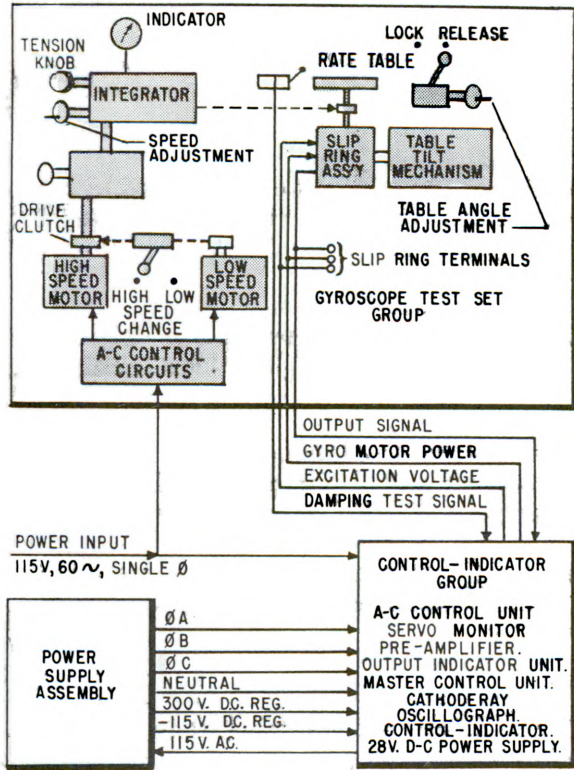 INDICATOR
TENSION
KNOB
INTEGRATOR
SPEED
ADJUSTMENT
DRIVE
CLUTCH
HIGH
SPEED
MOTOR
HIGH LOW
SPEED
CHANGE
LOW
SPEED
MOTOR
A-C CONTROL
CIRCUITS
LOCK RELEASE
RATE TABLE
SLIP
RING
ASS'Y
TABLE
TILT
MECHANISM
TABLE ANGLE
ADJUSTMENT
SLIP RING TERMINALS
GYROSCOPE TEST SET
GROUP
OUTPUT SIGNAL
GYRO MOTOR POWER
EXCITATION VOLTAGE
DAMPING TEST SIGNAL
POWER INPUT
115V, 60 ~, SINGLE Ø
POWER
SUPPLY
ASSEMBLY
ØA
ØB
ØC
NEUTRAL
300 V. D.C. REG.
-115 V. D.C. REG.
115 V. A.C.
CONTROL-INDICATOR
GROUP
A-C CONTROL UNIT
SERVO MONITOR
PRE-AMPLIFIER.
OUTPUT INDICATOR UNIT.
MASTER CONTROL UNIT.
CATHODERAY
OSCILLOGRAPH.
CONTROL-INDICATOR.
28V. D-C POWER SUPPLY.